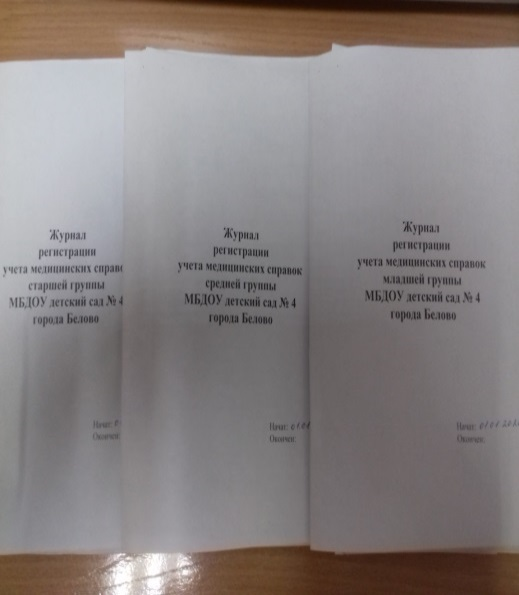 Журнал
регистрации
учета медицинских справок
старшей группы
МБДОУ детский сад № 4
города Белово
Начат:
Окончен:
Журнал
регистрации
учета медицинских справок
средней группы
МБДОУ детский сад № 4
города Белово
Начат:
Окончен:
Журнал
регистрации
учета медицинских справок
младшей группы
МБДОУ детский сад № 4
города Белово
Начат:
Окончен: